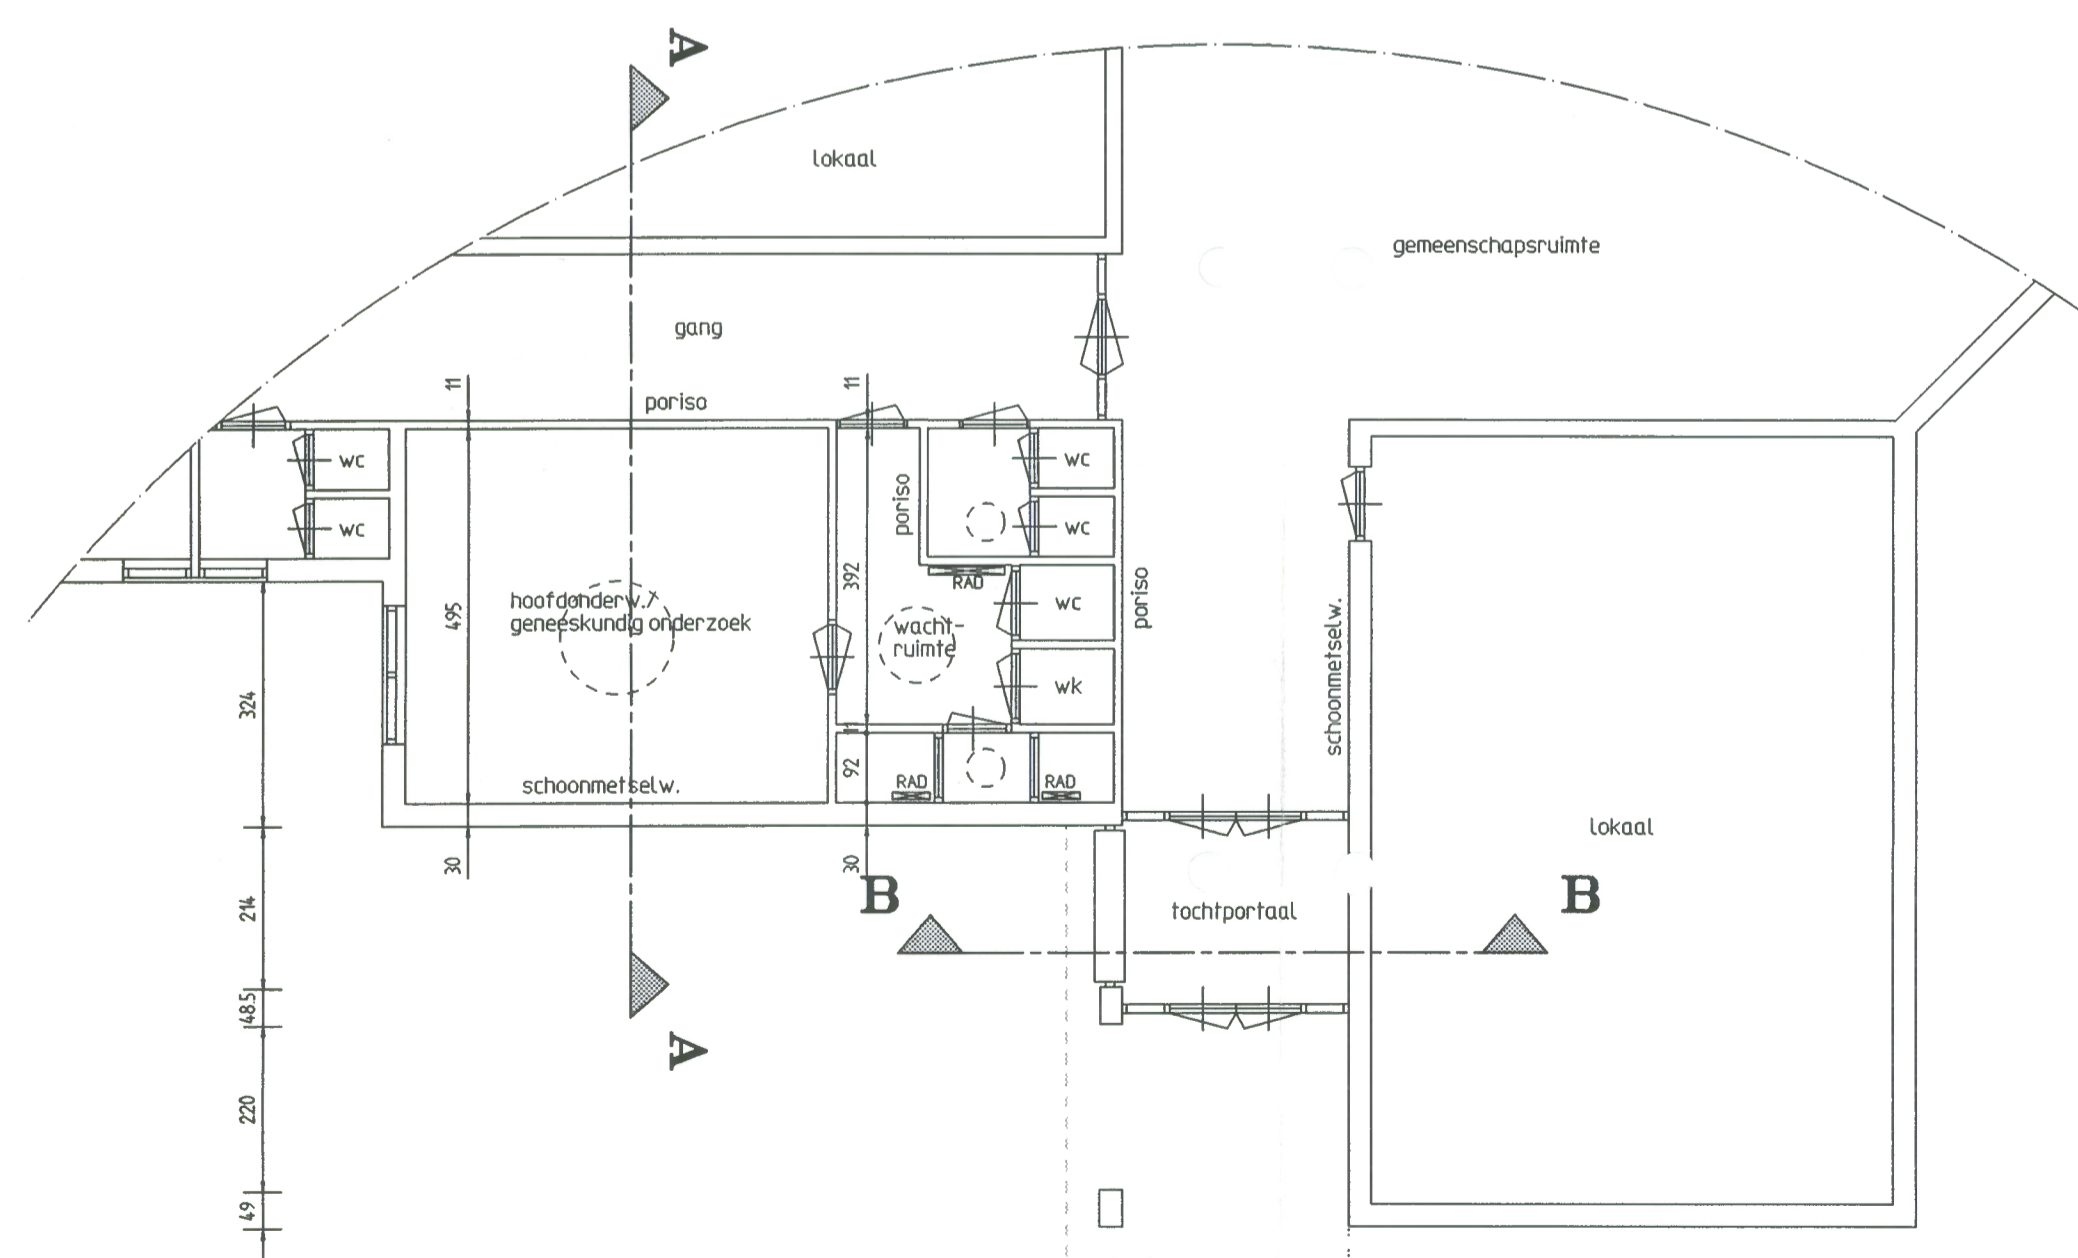 A
lokaal
gemeenschapsruimte
gang
11
11
poriso
wc
wc
wc
wc
poriso
392
RAD
495
hoofdonderw./
geneeskundig onderzoek
wacht-
ruimte
wc
poriso
wk
schoonmetselw.
324
11
92
RAD
RAD
schoonmetselw.
lokaal
30
30
B
B
214
tochtportaal
48.5
A
220
49